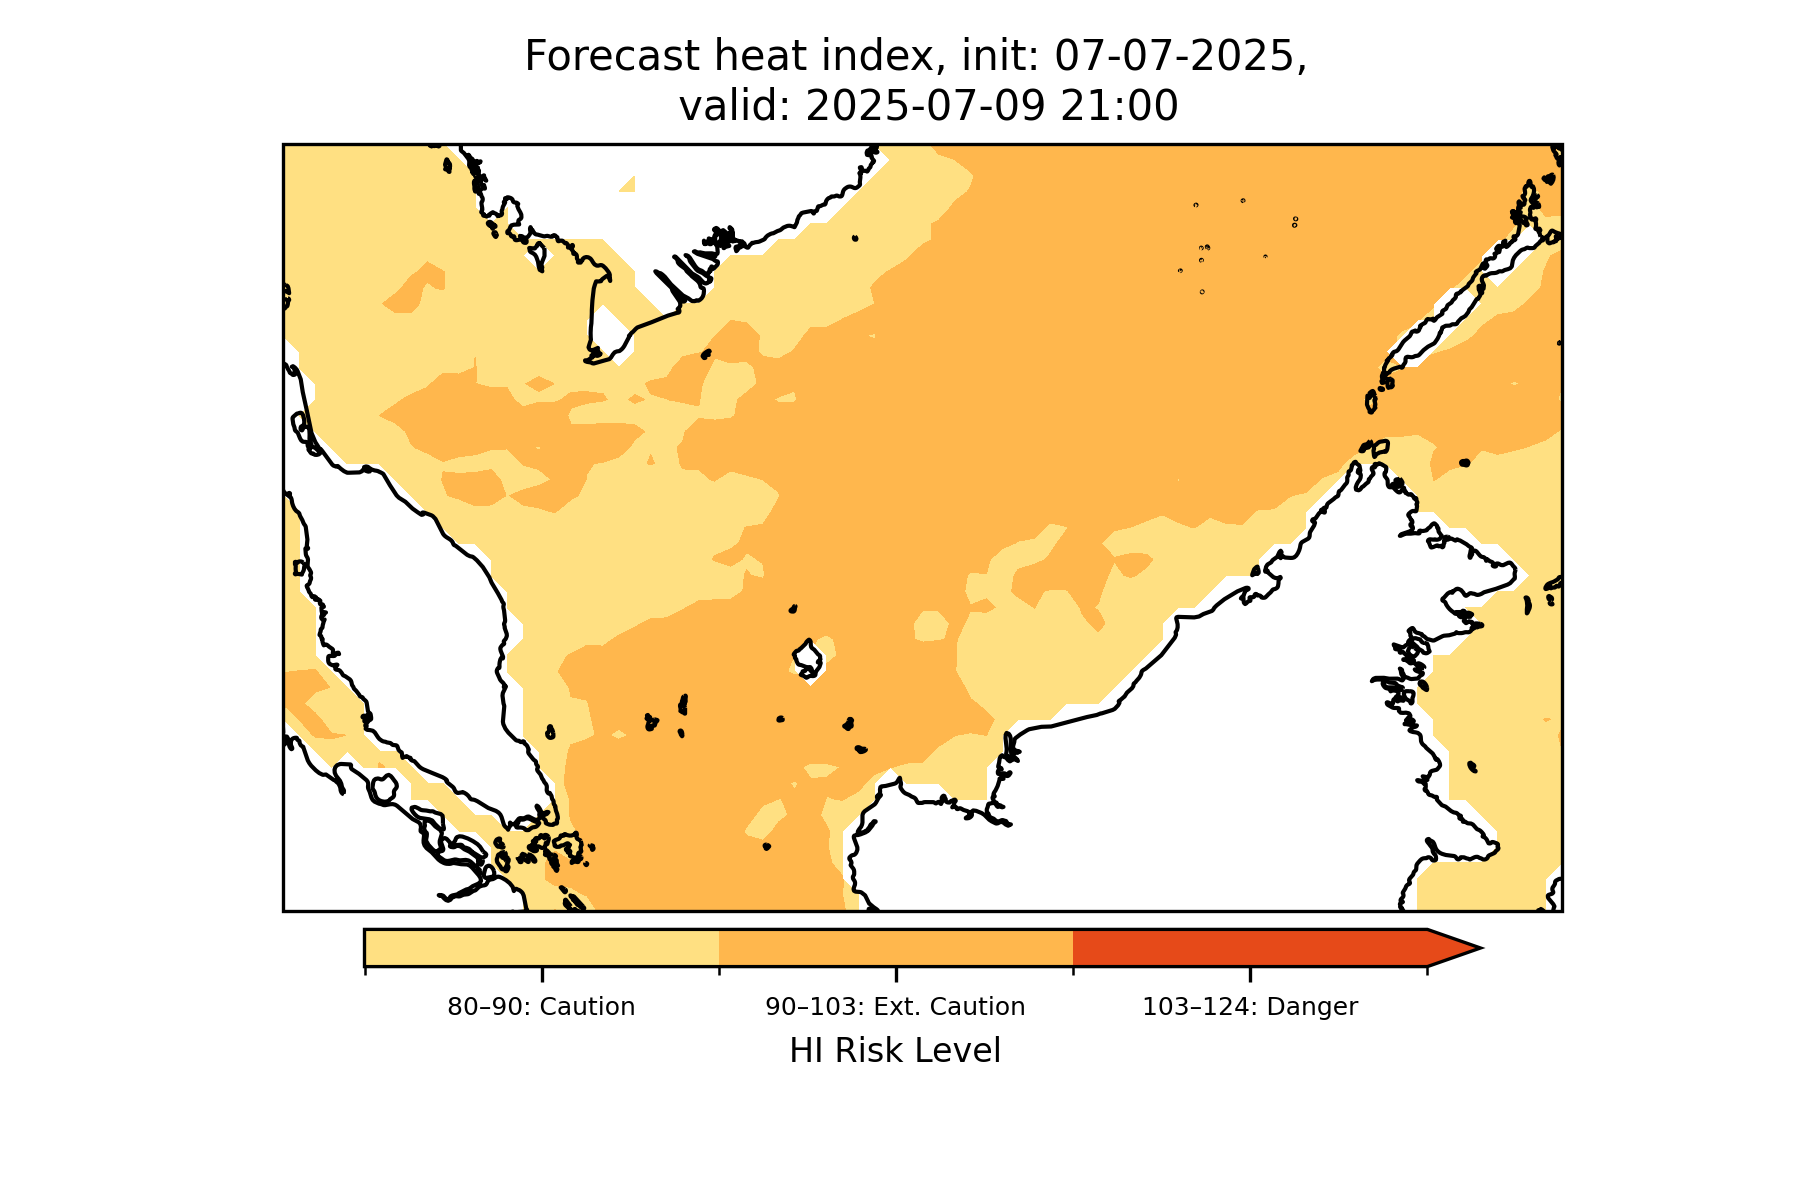 Forecast heat index, init: 07-07-2025,
valid: 2025-07-09 21:00
80–90: Caution
90–103: Ext. Caution
103–124: Danger
HI Risk Level